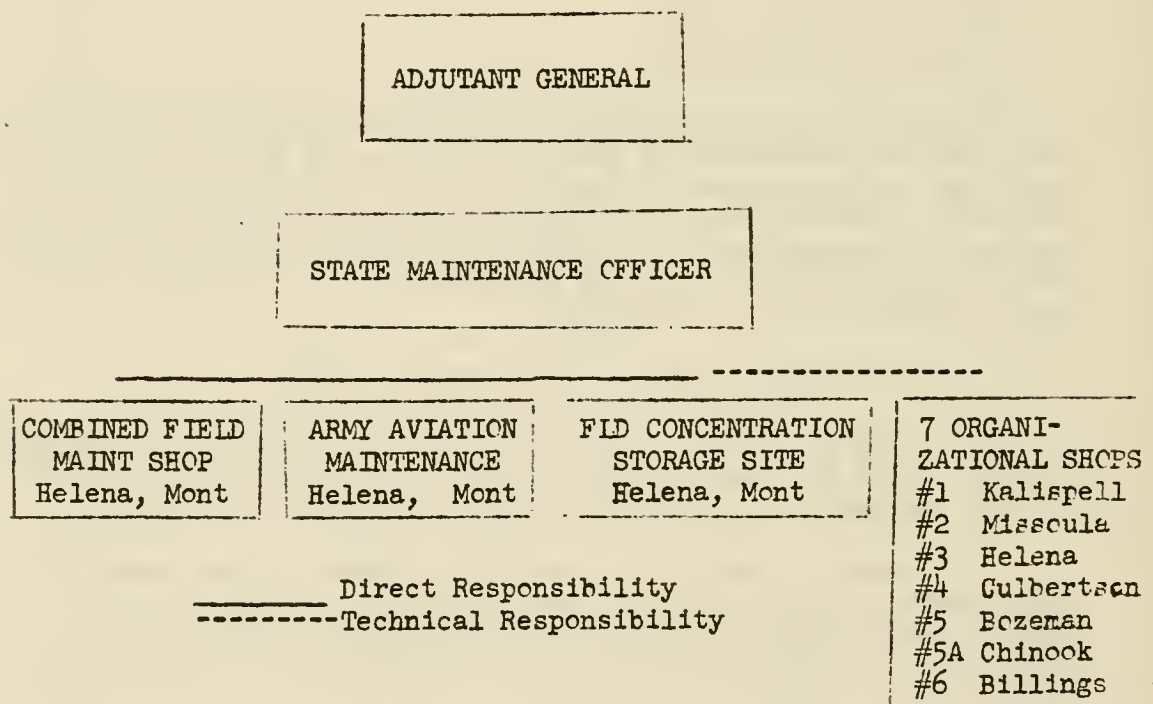 ADJUTANT GENERAL
STATE MAINTENANCE OFFICER
COMBINED FIELD
MAINT SHOP
Helena, Mont
ARMY AVIATION
MAINTENANCE
Helena, Mont
FLD CONCENTRATION
STORAGE SITE
Helena, Mont
7 ORGANI-
ZATIONAL SHOPS
#1 Kalispell
#2 Missoula
#3 Helena
#4 Culbertson
#5 Bozeman
#5A Chinook
#6 Billings
Direct Responsibility
Technical Responsibility